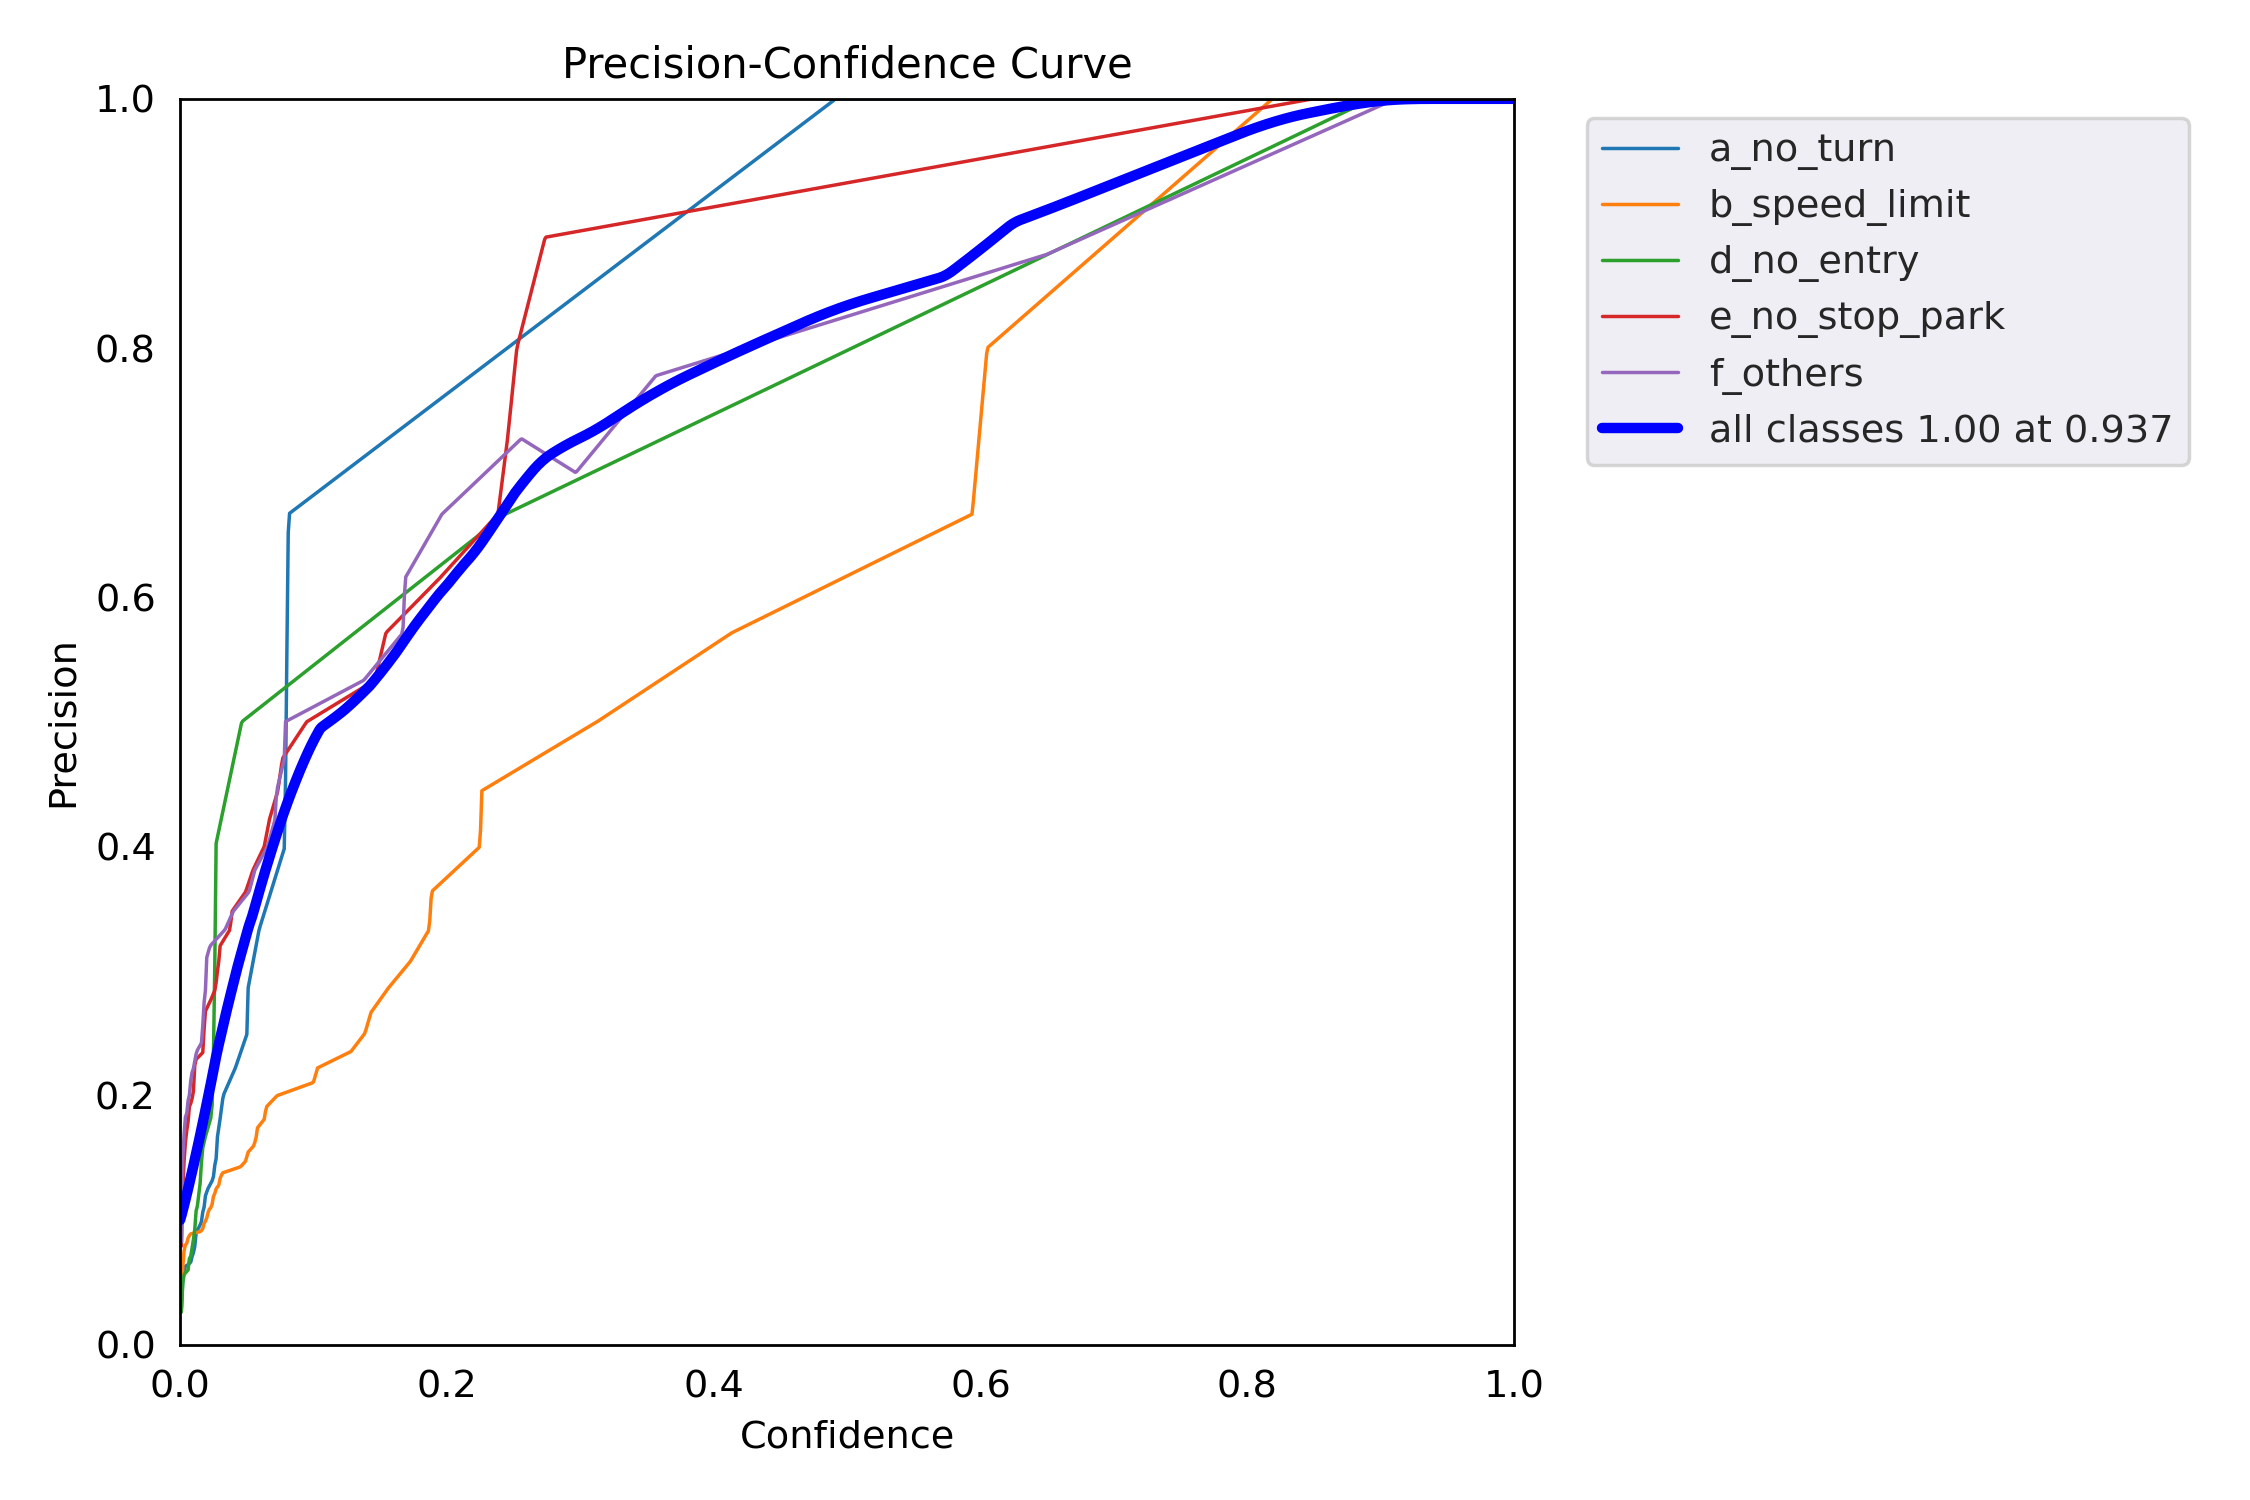 Precision-Confidence Curve
1.0
0.8
0.6
0.4
0.2
0.0
Precision
0.0 0.2 0.4 0.6 0.8 1.0
Confidence
a_no_turn
b_speed_limit
d_no_entry
e_no_stop_park
f_others
all classes 1.00 at 0.937